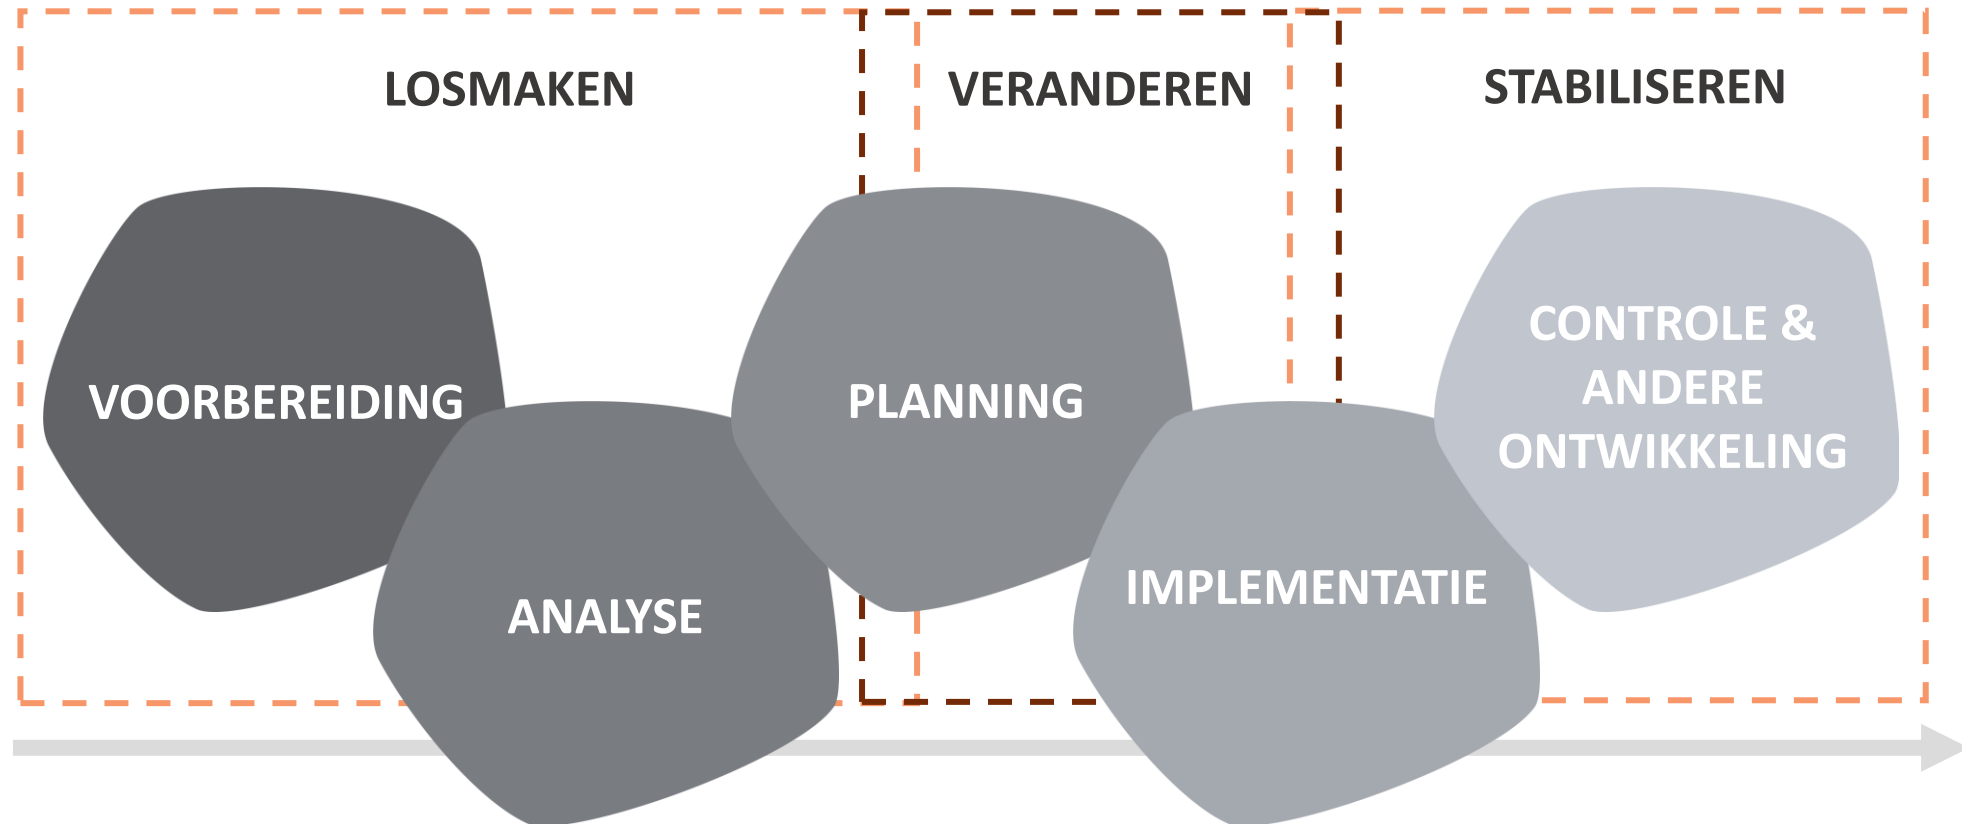 LOSMAKEN
VERANDEREN
STABILISEREN
VOORBEREIDING
ANALYSE
PLANNING
IMPLEMENTATIE
CONTROLE &
ANDERE
ONTWIKKELING